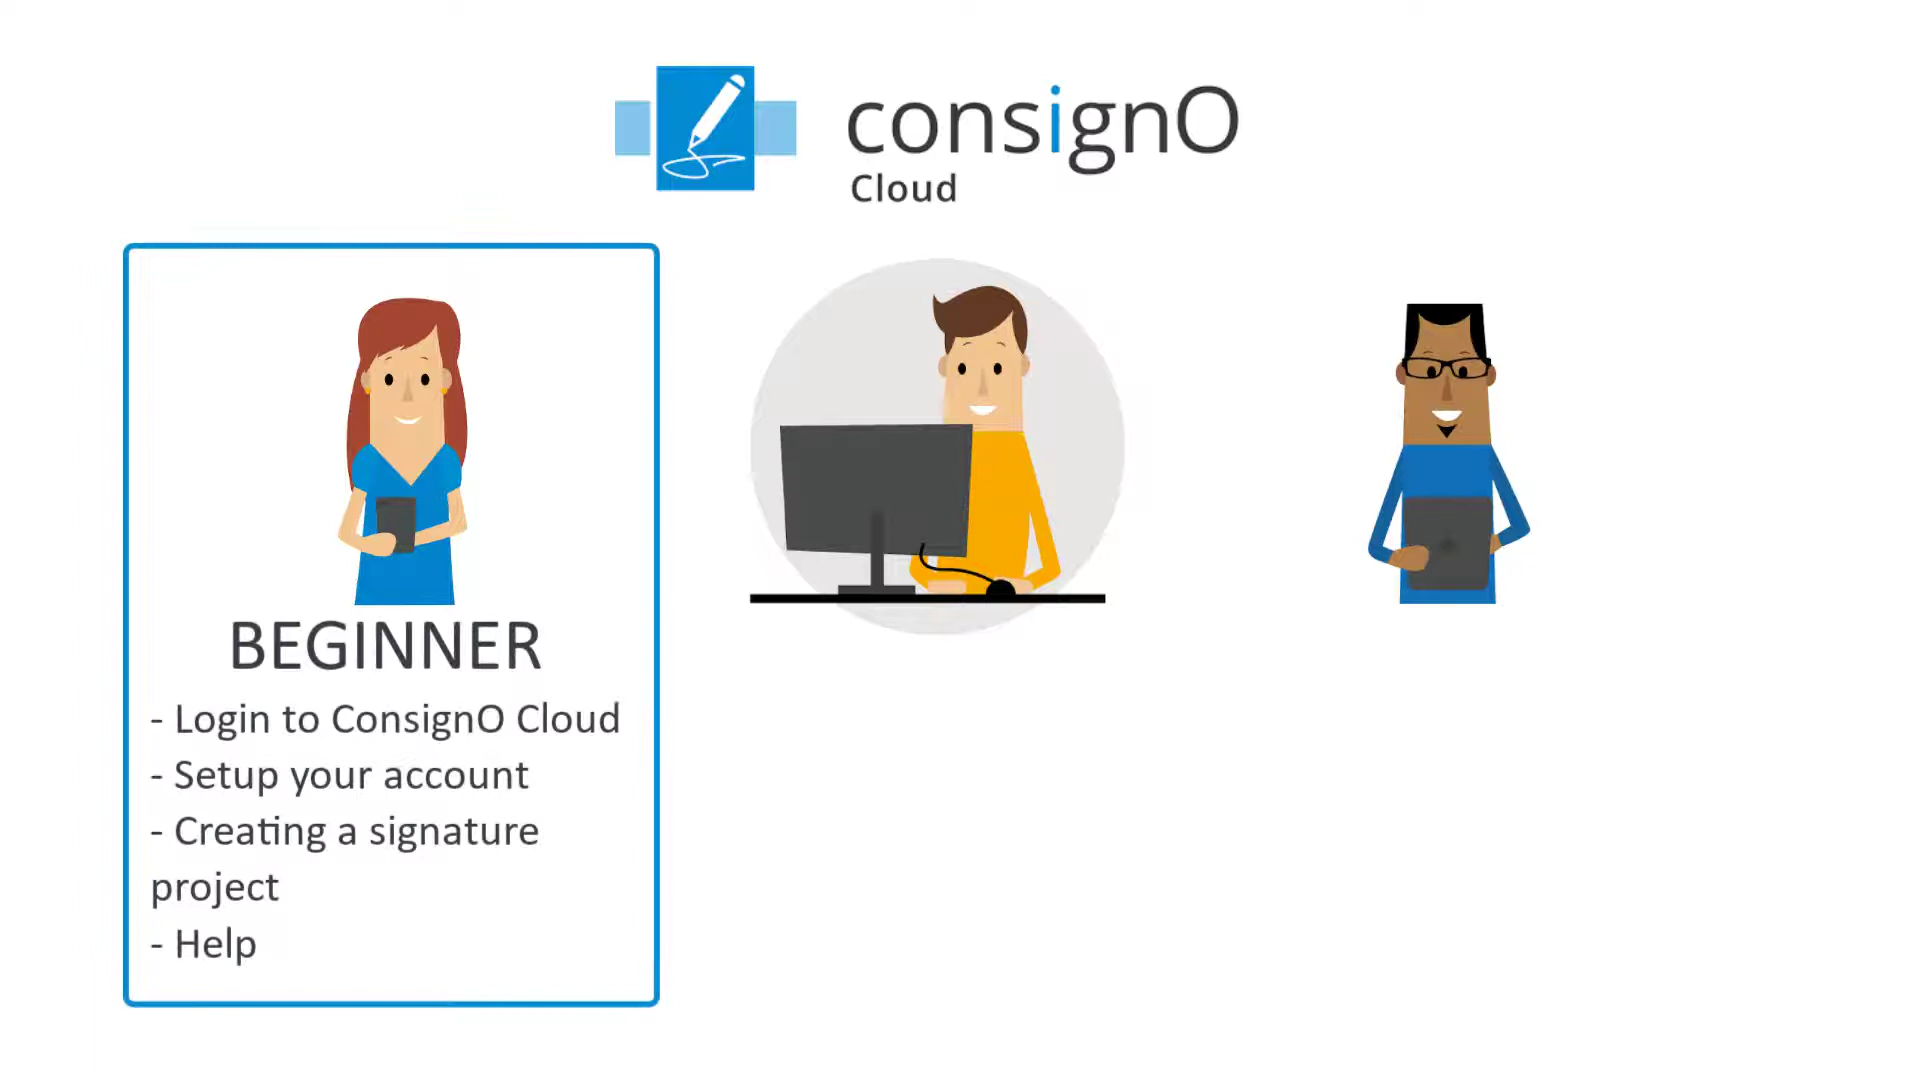 consignO
Cloud
BEGINNER
- Login to ConsignO Cloud
- Setup your account
- Creating a signature
project
- Help